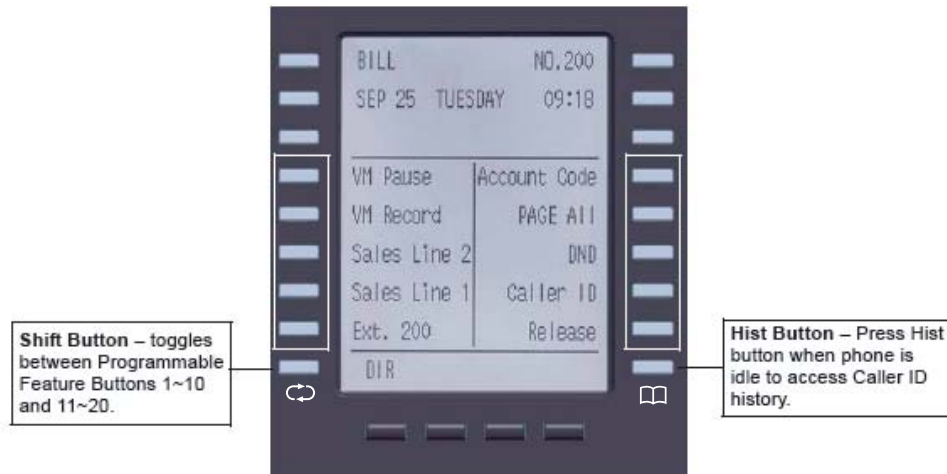 BILL NO.200
SEP 25 TUESDAY 09:18
VM Pause Account Code
VM Record PAGE All
Sales Line 2 DND
Sales Line 1 Caller ID
Ext. 200 Release
DIR
Shift Button – toggles
between Programmable
Feature Buttons 1~10
and 11~20.
Hist Button – Press Hist
button when phone is
idle to access Caller ID
history.